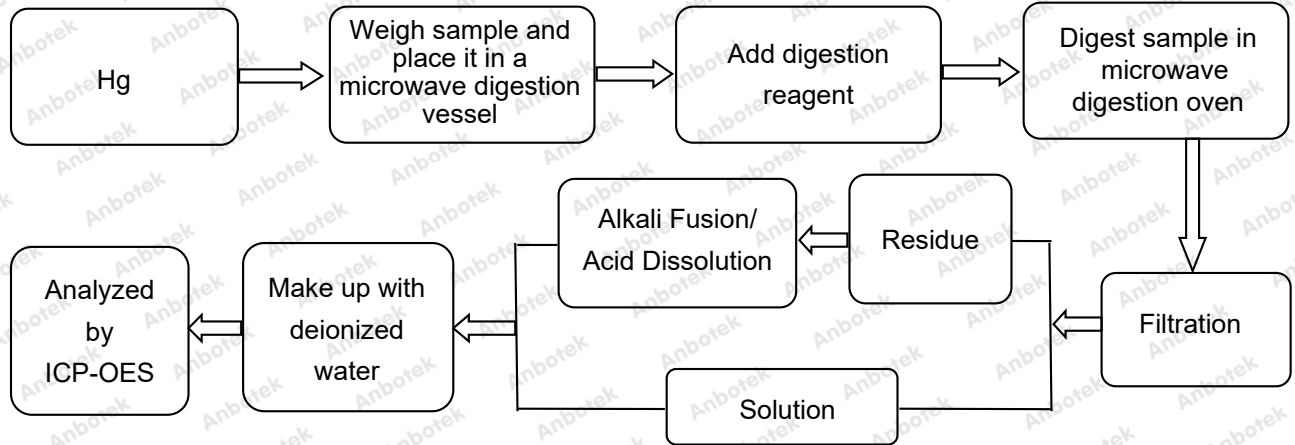 Hg
Weigh sample and
place it in a
microwave digestion
vessel
Add digestion
reagent
Digest sample in
microwave
digestion oven
Filtration
Residue
Alkali Fusion/
Acid Dissolution
Solution
Make up with
deionized
water
Analyzed
by
ICP-OES
Anbotek